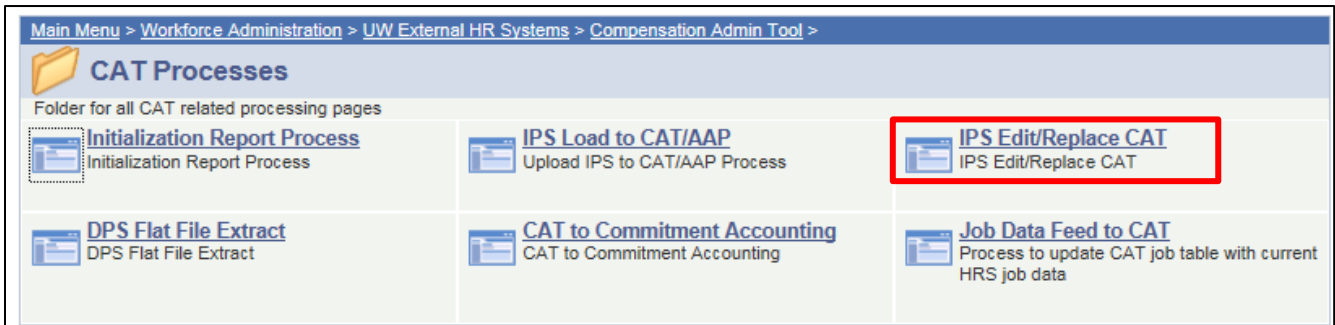 Main Menu > Workforce Administration > UW External HR Systems > Compensation Admin Tool >
CAT Processes
Folder for all CAT related processing pages
Initialization Report Process
Initialization Report Process
IPS Load to CAT/AAP
Upload IPS to CAT/AAP Process
IPS Edit/Replace CAT
IPS Edit/Replace CAT
DPS Flat File Extract
DPS Flat File Extract
CAT to Commitment Accounting
CAT to Commitment Accounting
Job Data Feed to CAT
Process to update CAT job table with current
HRS job data